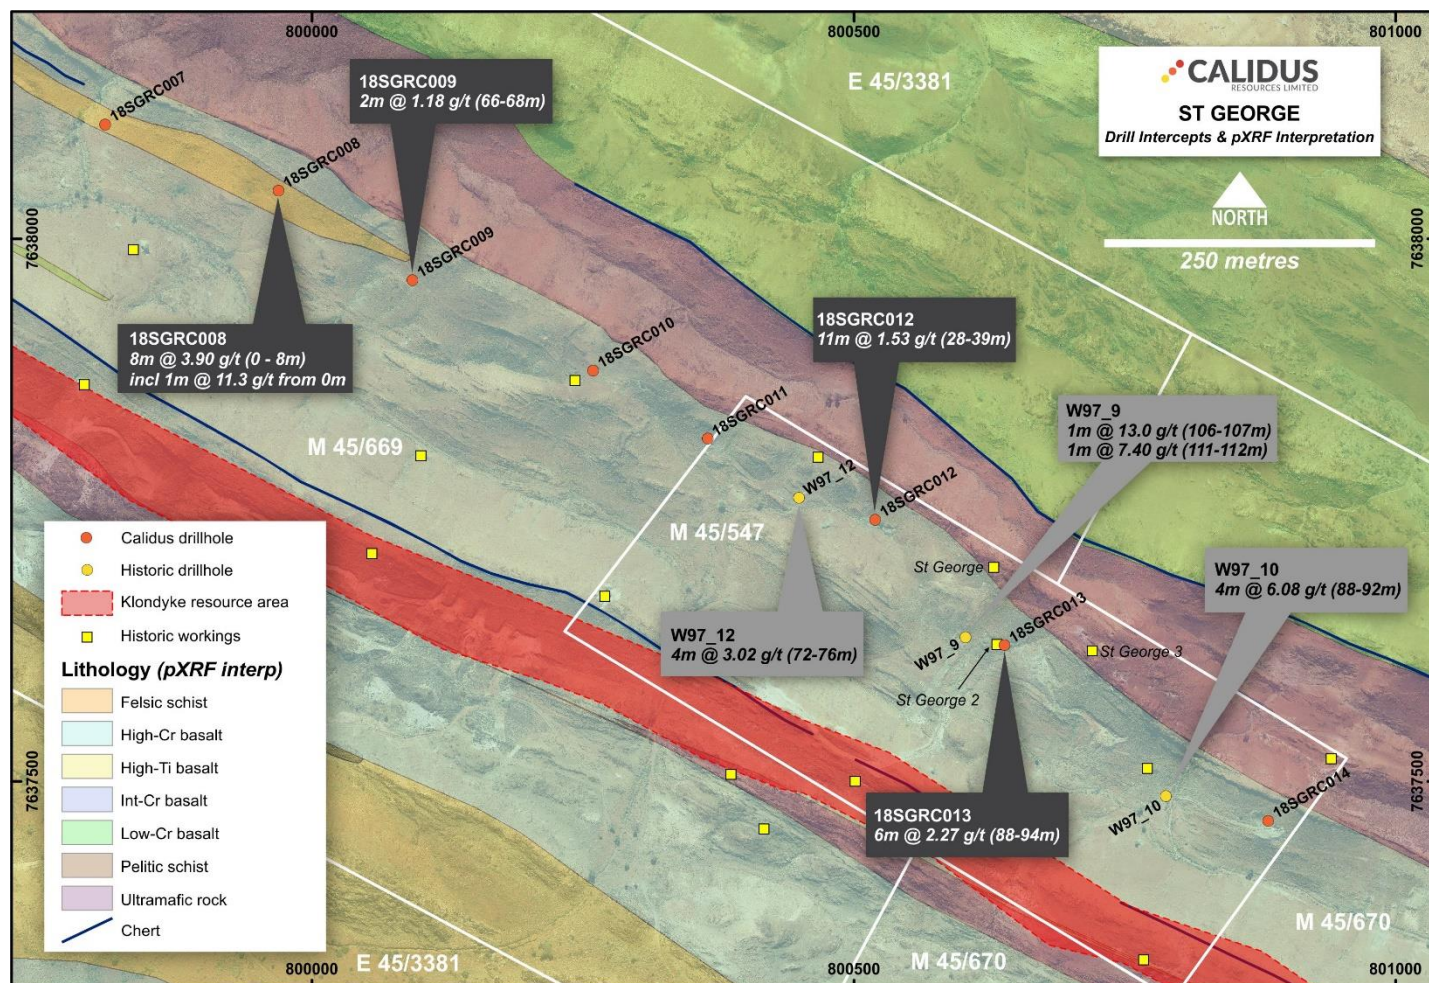 800000
800500
801000
18SGRC007
18SGRC009
2m @ 1.18 g/t (66-68m)
E 45/3381
CALIDUS
RESOURCES LIMITED
ST GEORGE
Drill Intercepts & pXRF Interpretation
NORTH
250 metres
7638000
7638000
18SGRC008
18SGRC009
18SGRC008
8m @ 3.90 g/t (0 - 8m)
incl 1m @ 11.3 g/t from 0m
18SGRC010
18SGRC012
11m @ 1.53 g/t (28-39m)
18SGRC011
M 45/669
W97_9
1m @ 13.0 g/t (106-107m)
1m @ 7.40 g/t (111-112m)
W97_12
18SGRC012
M 45/547
St George
W97_10
4m @ 6.08 g/t (88-92m)
W97_12
4m @ 3.02 g/t (72-76m)
W97_9
18SGRC013
St George 2
St George 3
Calidus drillhole
Historic drillhole
Klondyke resource area
Historic workings
Lithology (pXRF interp)
Felsic schist
High-Cr basalt
High-Ti basalt
Int-Cr basalt
Low-Cr basalt
Pelitic schist
Ultramafic rock
Chert
7637500
7637500
18SGRC013
6m @ 2.27 g/t (88-94m)
W97_10
18SGRC014
M 45/670
E 45/3381
M 45/670
800000
800500
801000